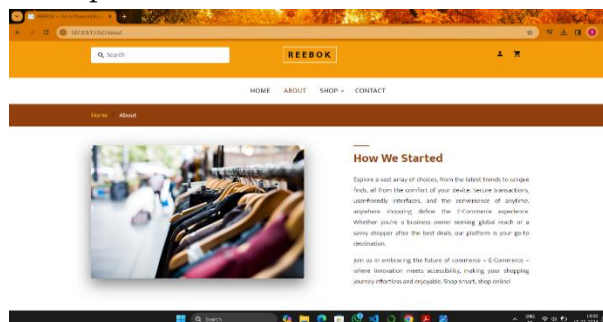 Search
REEBOK
HOME ABOUT SHOP CONTACT
Home / About
How We Started
Explore a vast array of choices, from the latest trends to unique
finds, all from the comfort of your device. Secure transactions,
user-friendly interfaces, and the convenience of anytime,
anywhere shopping define the E-Commerce experience.
Whether you're a business owner seeking global reach or a
savvy shopper after the best deals, our platform is your go-to
destination.
Join us in embracing the future of commerce – E-Commerce –
where innovation meets accessibility, making your shopping
journey effortless and enjoyable. Shop smart, shop online!
Search
ENG